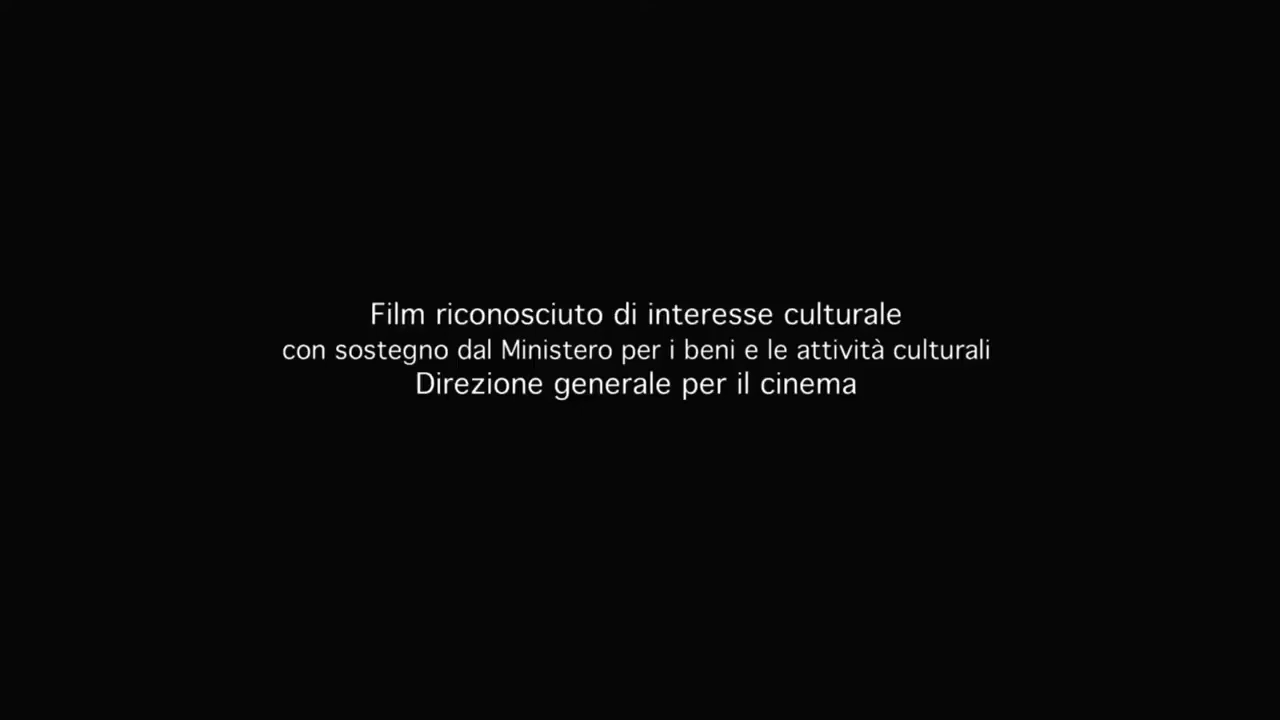 Film riconosciuto di interesse culturale
con sostegno dal Ministero per i beni e le attività culturali
Direzione generale per il cinema